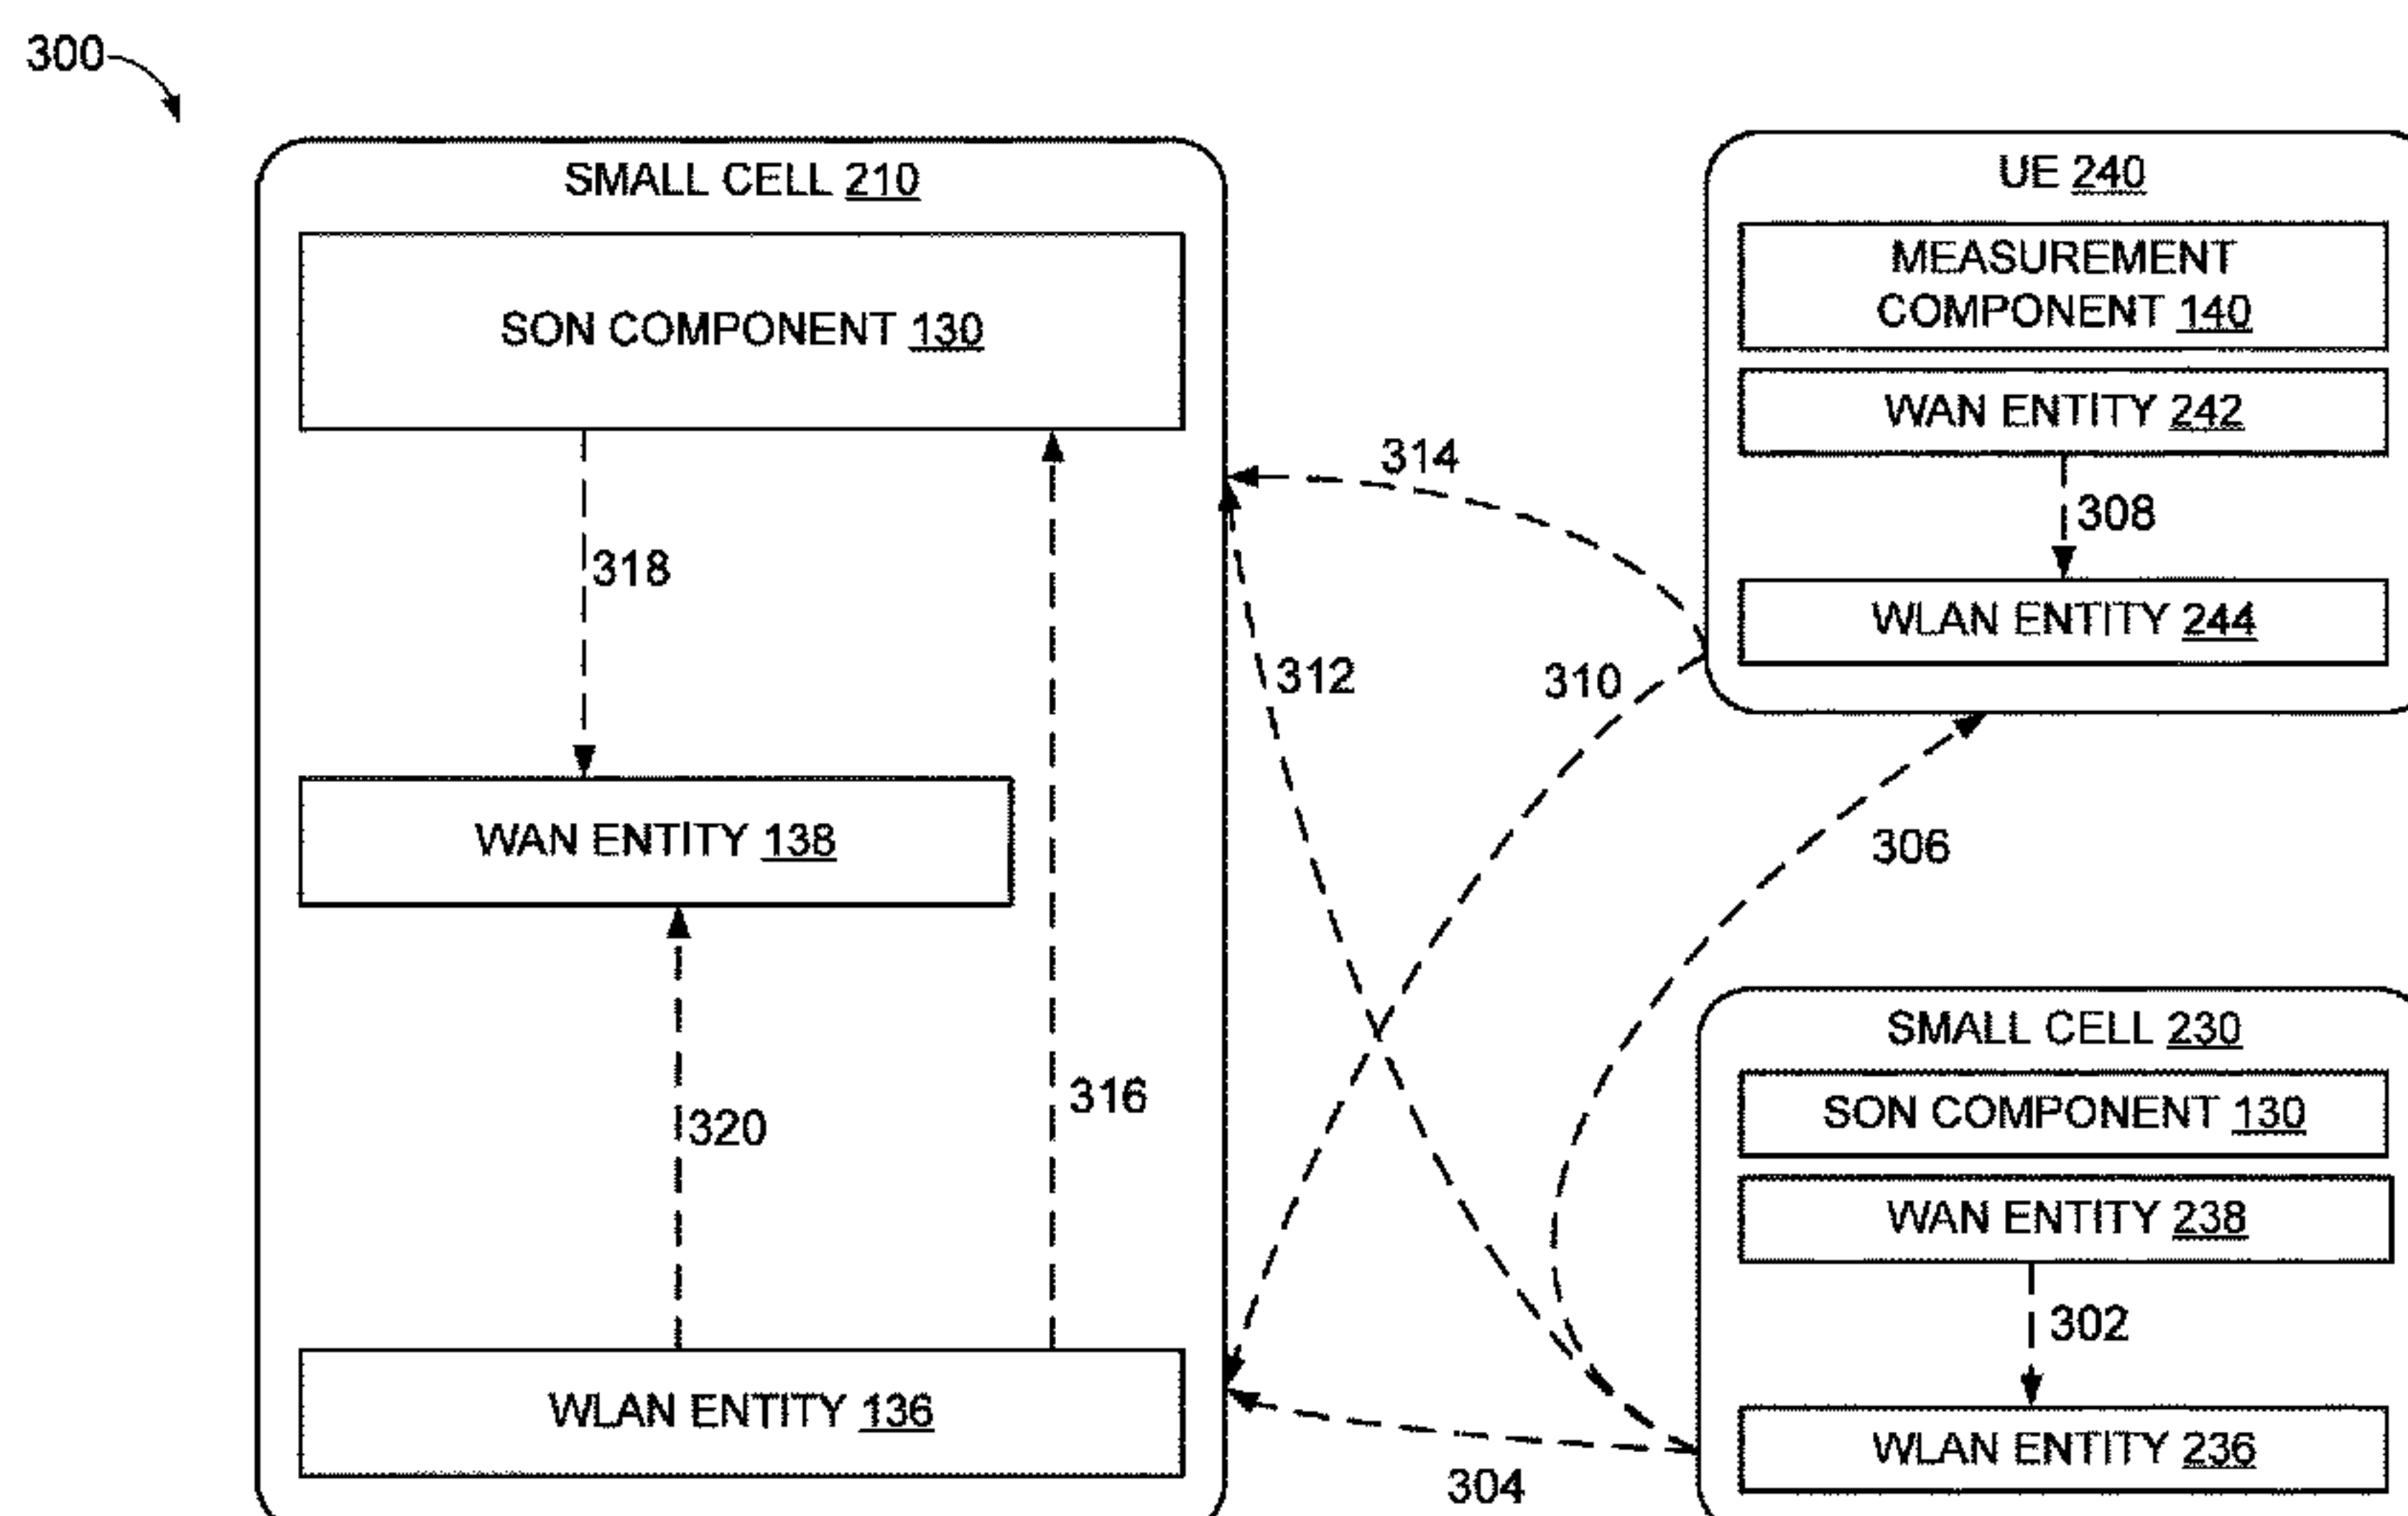 300
SMALL CELL 210
SON COMPONENT 130
318
WAN ENTITY 138
320
316
WLAN ENTITY 136
314
312
310
306
304
UE 240
MEASUREMENT
COMPONENT 140
WAN ENTITY 242
308
WLAN ENTITY 244
SMALL CELL 230
SON COMPONENT 130
WAN ENTITY 238
302
WLAN ENTITY 236